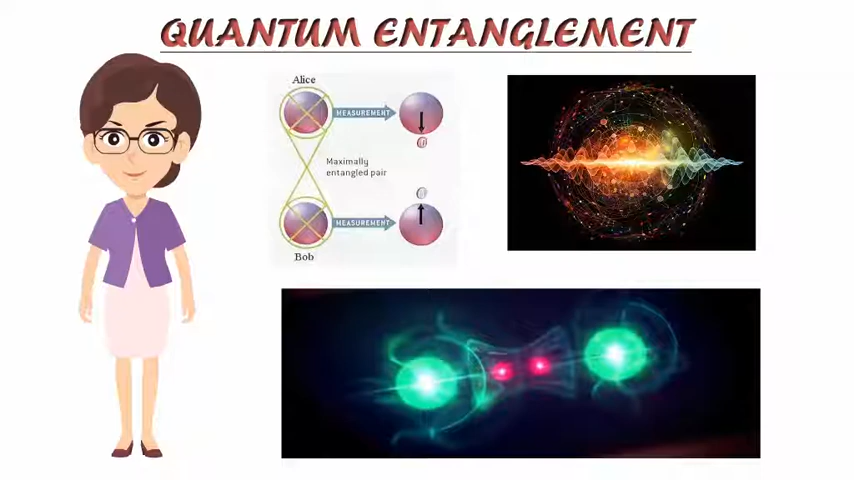 QUANTUM ENTANGLEMENT
Alice
MEASUREMENT
Maximally
entangled pair
MEASUREMENT
Bob